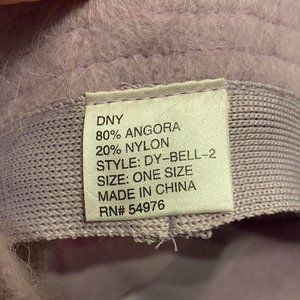 DNY
80% ANGORA
20% NYLON
STYLE: DY-BELL-2
SIZE: ONE SIZE
MADE IN CHINA
RN# 54976